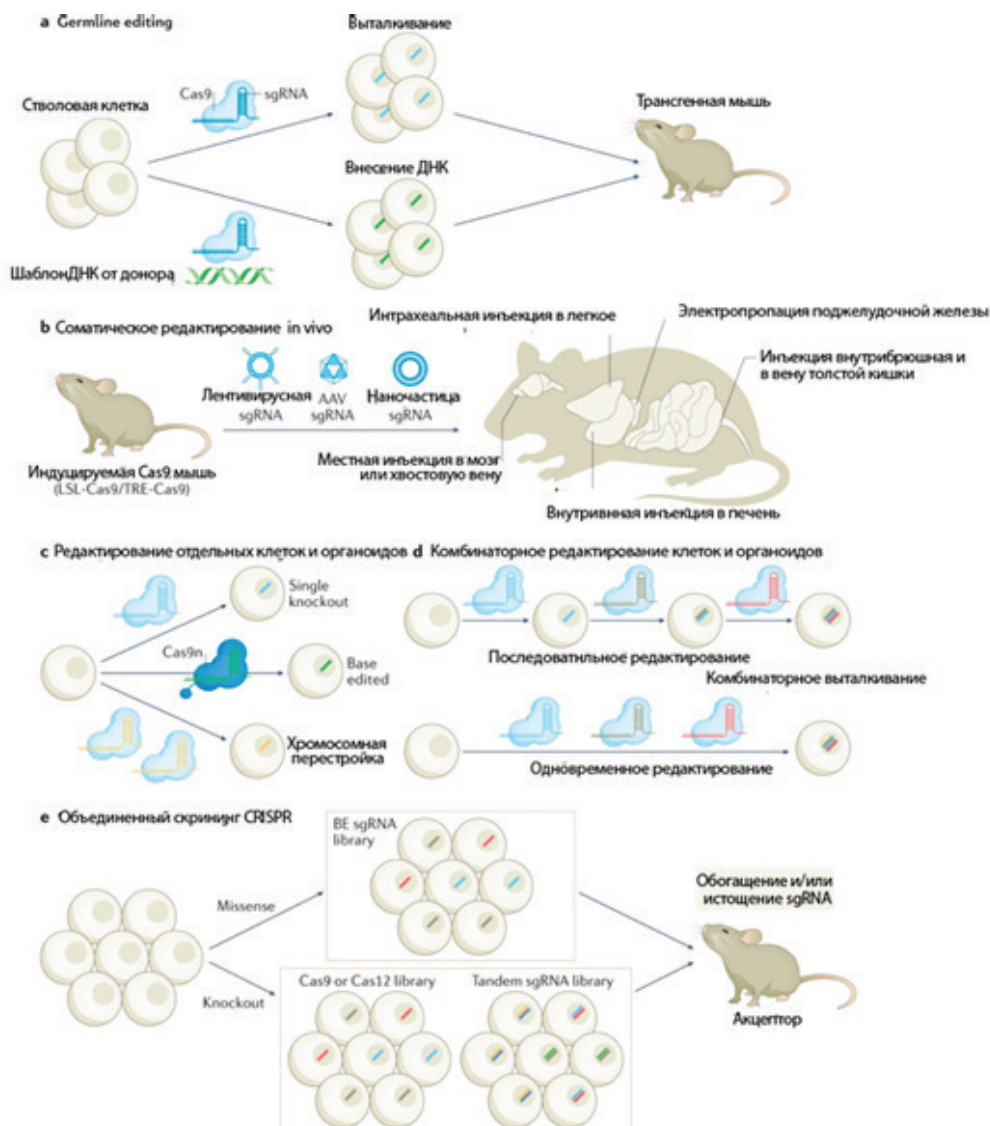 a Germline editing
Выталкивание
Cas9
sgRNA
Стволовая клетка
Трансгенная мышь
Внесение ДНК
ШаблонДНК от донора
b Соматическое редактирование in vivo
Интрахеальная инъекция в легкое
Электропропация поджелудочной железы
Инъекция внутрибрюшная и
в вену толстой кишки
Лентивирусная
sgRNA
AAV
sgRNA
Наночастица
sgRNA
Индуцируемая Cas9 мышь
(LSL-Cas9/TRE-Cas9)
Местная инъекция в мозг
или хвостовую вену
Внутривнная инъекция в печень
c Редактирование отдельных клеток и органоидов
Single
knockout
Cas9n
Base
edited
Хромосомная
перестройка
d Комбинаторное редактирование клеток и органоидов
Последоватильное редактирование
Комбинаторное выталкивание
Одновременное редактирование
e Объединенный скрининг CRISPR
BE sgRNA
library
Missense
Knockout
Cas9 or Cas12 library
Tandem sgRNA library
Обогащение и/или
истощение sgRNA
Акцептор